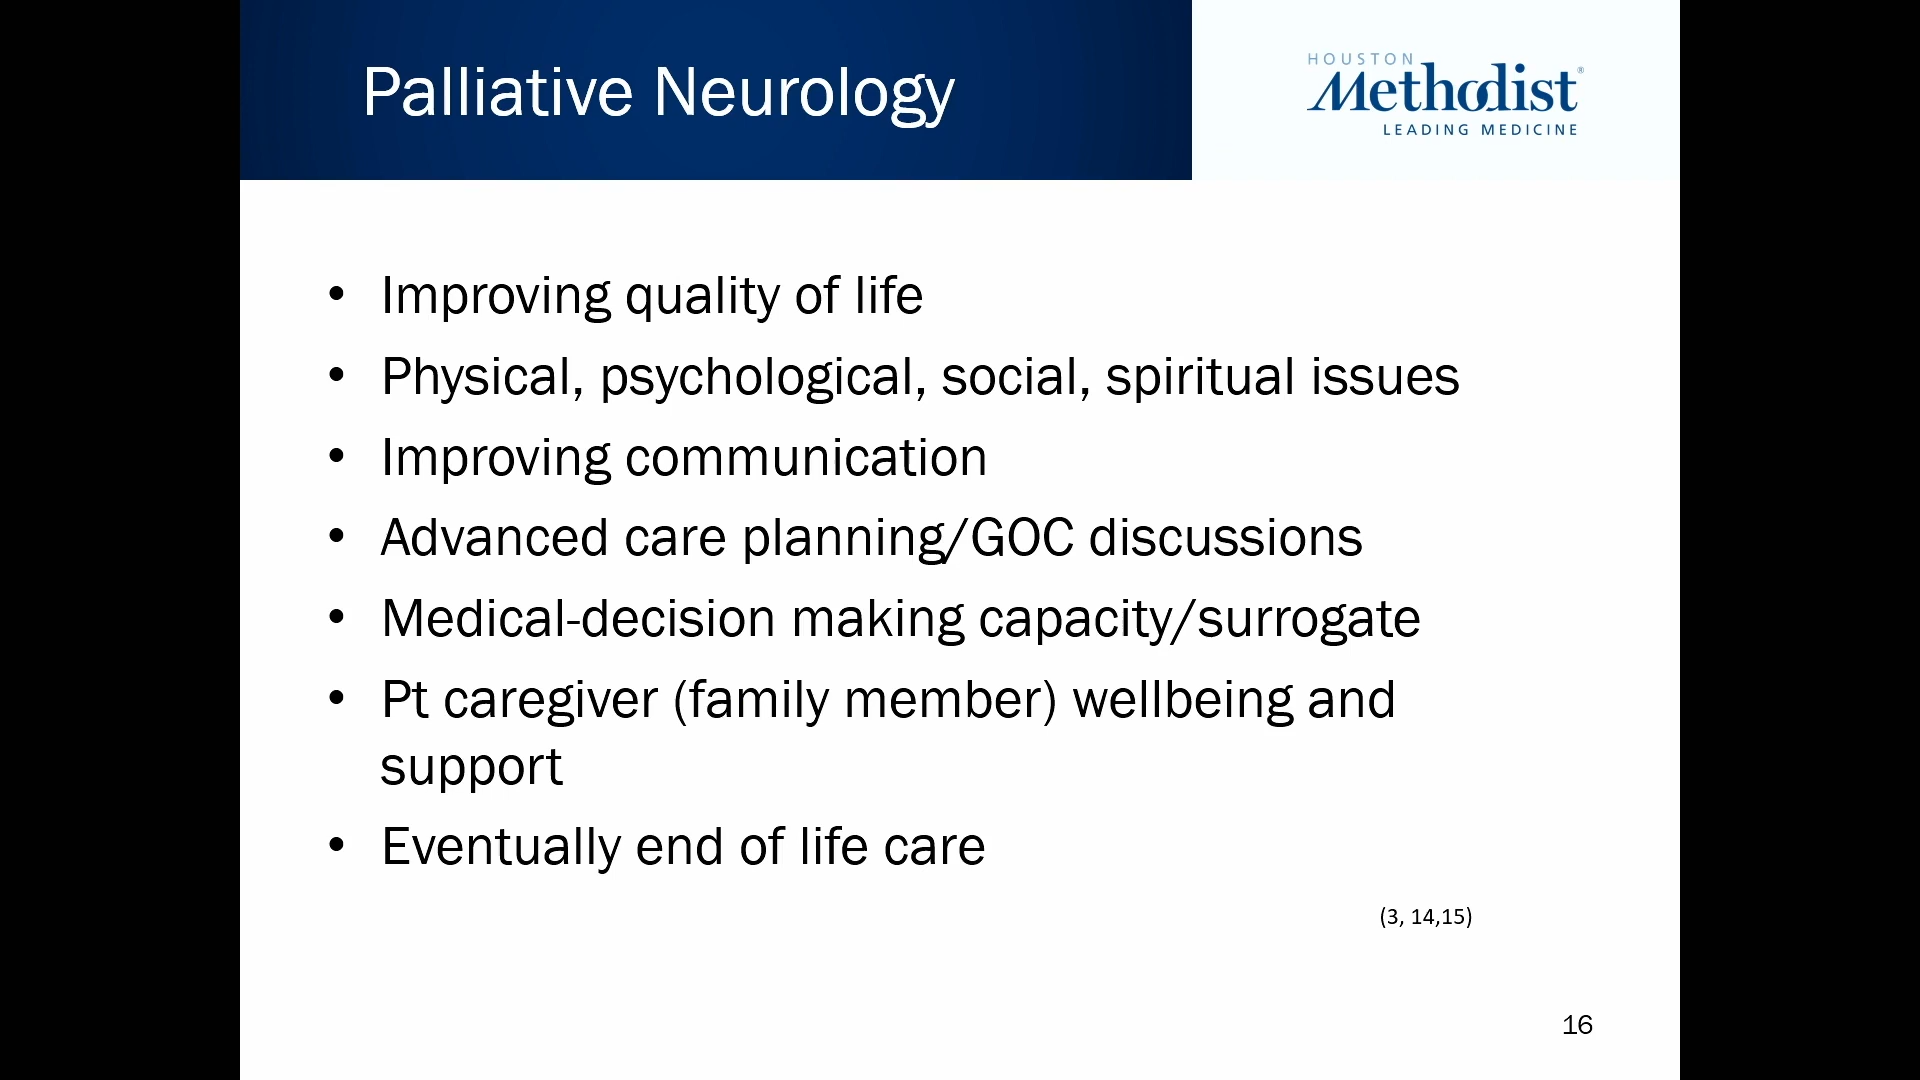 Palliative Neurology
HOUSTON
Methodist®
LEADING MEDICINE
• Improving quality of life
• Physical, psychological, social, spiritual issues
• Improving communication
• Advanced care planning/GOC discussions
• Medical-decision making capacity/surrogate
• Pt caregiver (family member) wellbeing and
support
• Eventually end of life care
(3, 14,15)
16